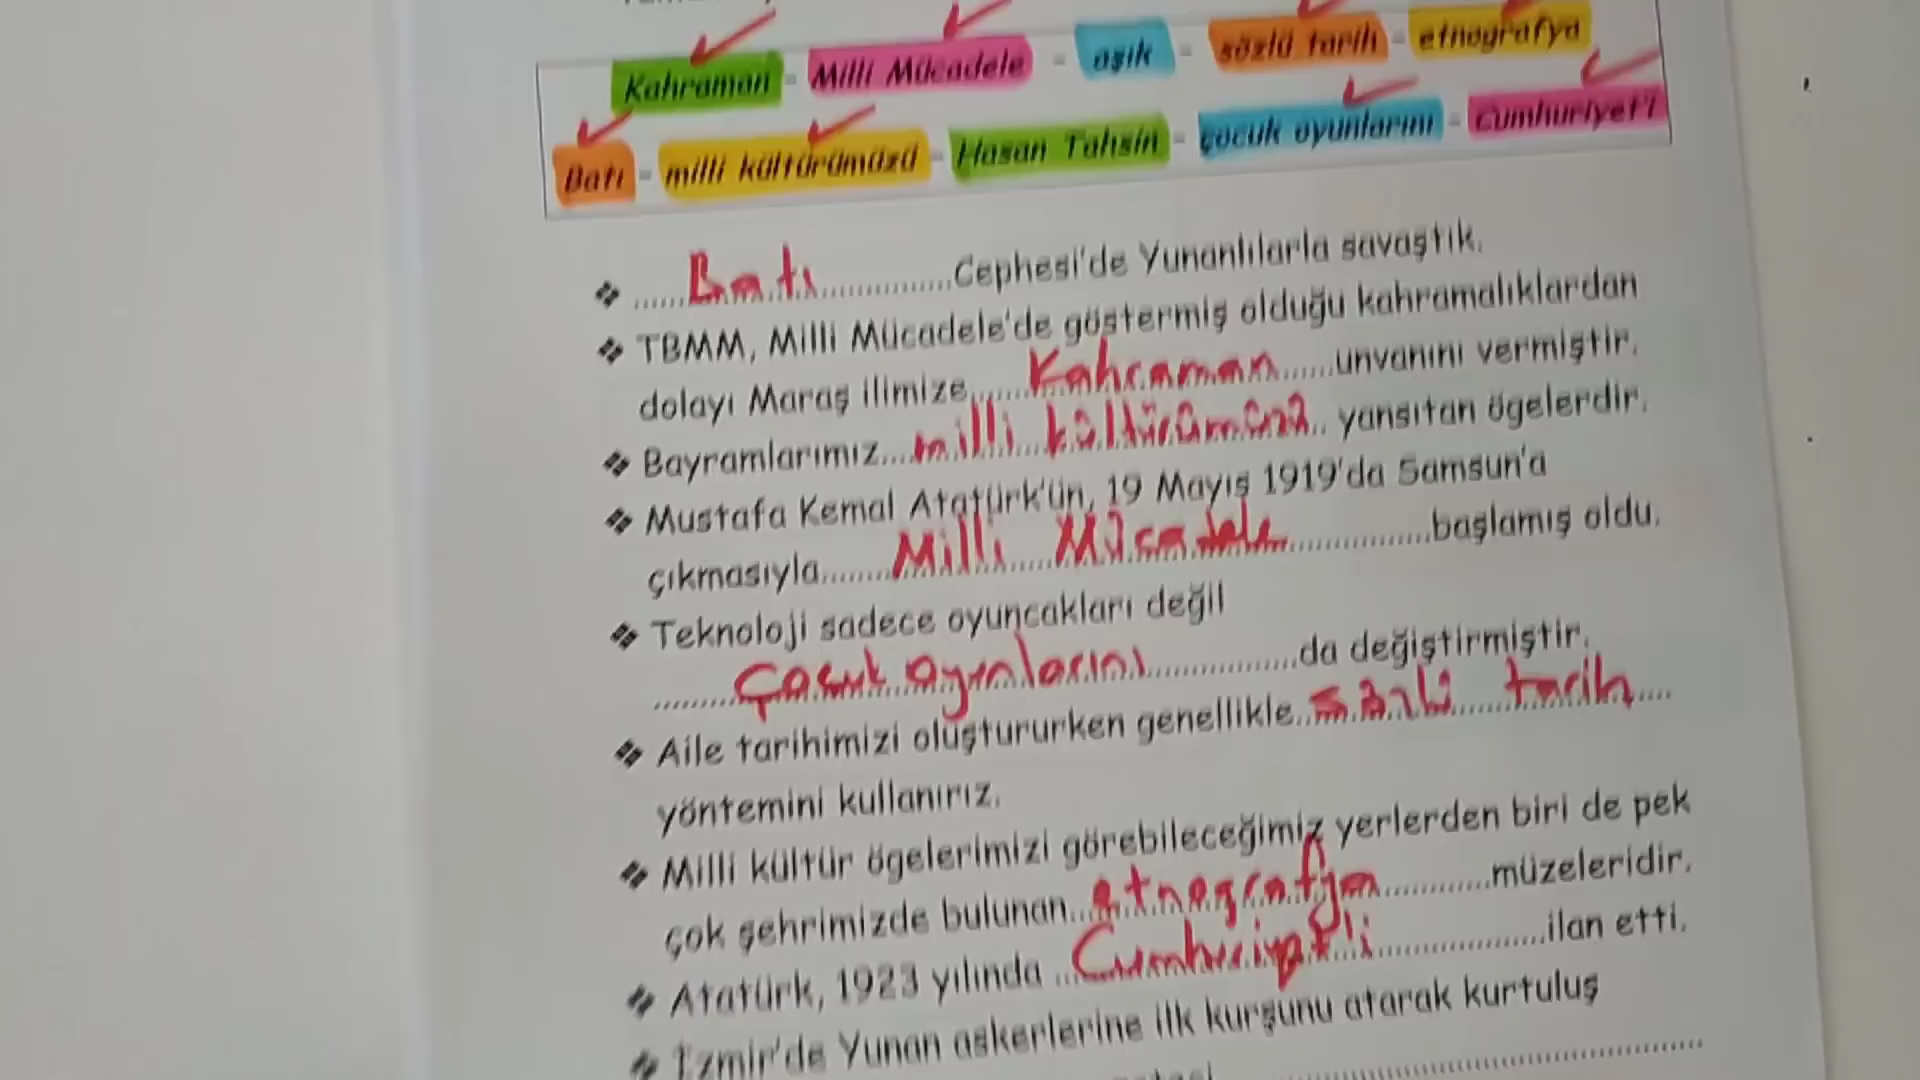 Kahraman - Milli Mücadele - aşık - sözlü tarih - etnografya
Batı - milli kültürümüzü - Hasan Tahsin - çocuk oyunlarını - Cumhuriyet'i
❖ ......Batı..............Cephesi'de Yunanlılarla savaştık.
❖ TBMM, Milli Mücadele'de göstermiş olduğu kahramalıklardan
dolayı Maraş ilimize......Kahraman......unvanını vermiştir.
❖ Bayramlarımız...milli kültürümüzü.. yansıtan ögelerdir.
❖ Mustafa Kemal Atatürk'ün, 19 Mayıs 1919'da Samsun'a
çıkmasıyla.......Milli Mücadele..............başlamış oldu.
❖ Teknoloji sadece oyuncakları değil
........Çocuk oyunlarını...............da değiştirmiştir.
❖ Aile tarihimizi oluştururken genellikle..sözlü tarih....
yöntemini kullanırız.
❖ Milli kültür ögelerimizi görebileceğimiz yerlerden biri de pek
çok şehrimizde bulunan..etnografya...........müzeleridir.
❖ Atatürk, 1923 yılında ..Cumhuriyet'i................ilan etti.
❖ İzmir'de Yunan askerlerine ilk kurşunu atarak kurtuluş